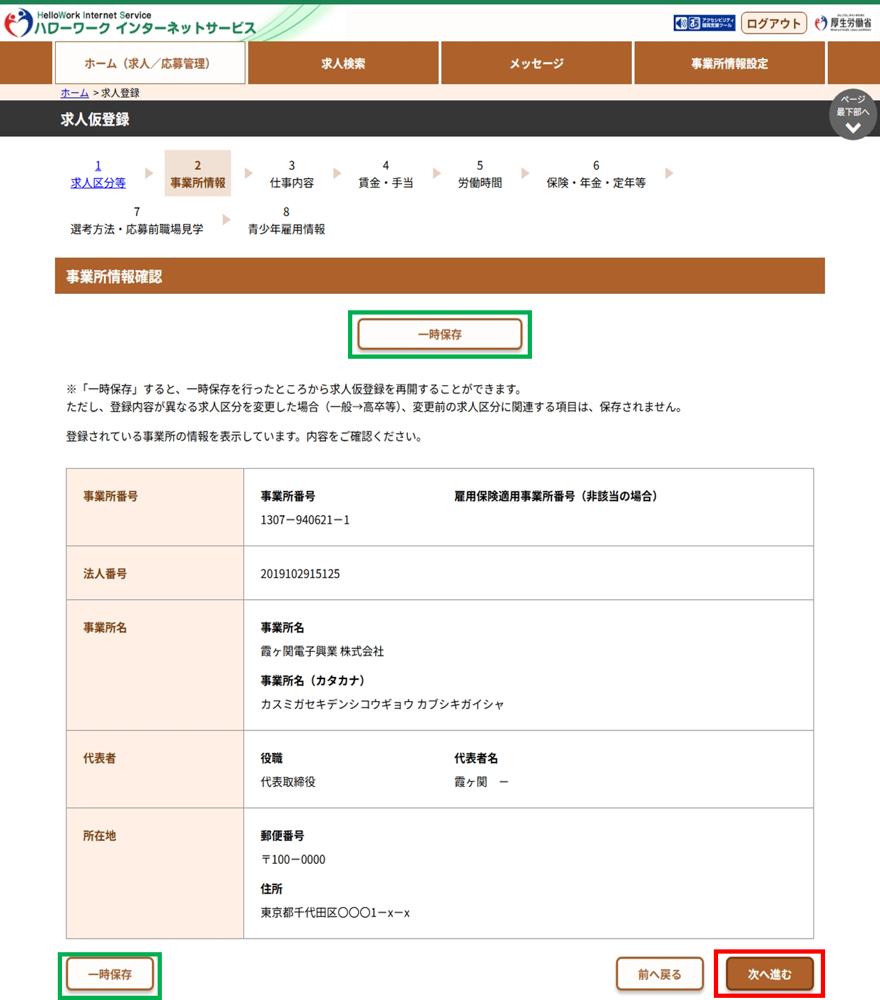 HelloWork Internet Service
ハローワーク インターネットサービス
アクセシビリティ
閲覧支援ツール
ログアウト
厚生労働省
ホーム（求人／応募管理）
求人検索
メッセージ
事業所情報設定
ホーム > 求人登録
ページ
最下部へ
求人仮登録
1
求人区分等
2
事業所情報
3
仕事内容
4
賃金・手当
5
労働時間
6
保険・年金・定年等
7
選考方法・応募前職場見学
8
青少年雇用情報
事業所情報確認
一時保存
※「一時保存」すると、一時保存を行ったところから求人仮登録を再開することができます。
ただし、登録内容が異なる求人区分を変更した場合（一般→高卒等）、変更前の求人区分に関連する項目は、保存されません。
登録されている事業所の情報を表示しています。内容をご確認ください。
事業所番号
事業所番号
雇用保険適用事業所番号（非該当の場合）
1307－940621－1
法人番号
2019102915125
事業所名
事業所名
霞ヶ関電子興業 株式会社
事業所名（カタカナ）
カスミガセキデンシコウギョウ カブシキガイシャ
代表者
役職
代表者名
代表取締役
霞ヶ関　一
所在地
郵便番号
〒100－0000
住所
東京都千代田区〇〇〇1－x－x
一時保存
前へ戻る
次へ進む